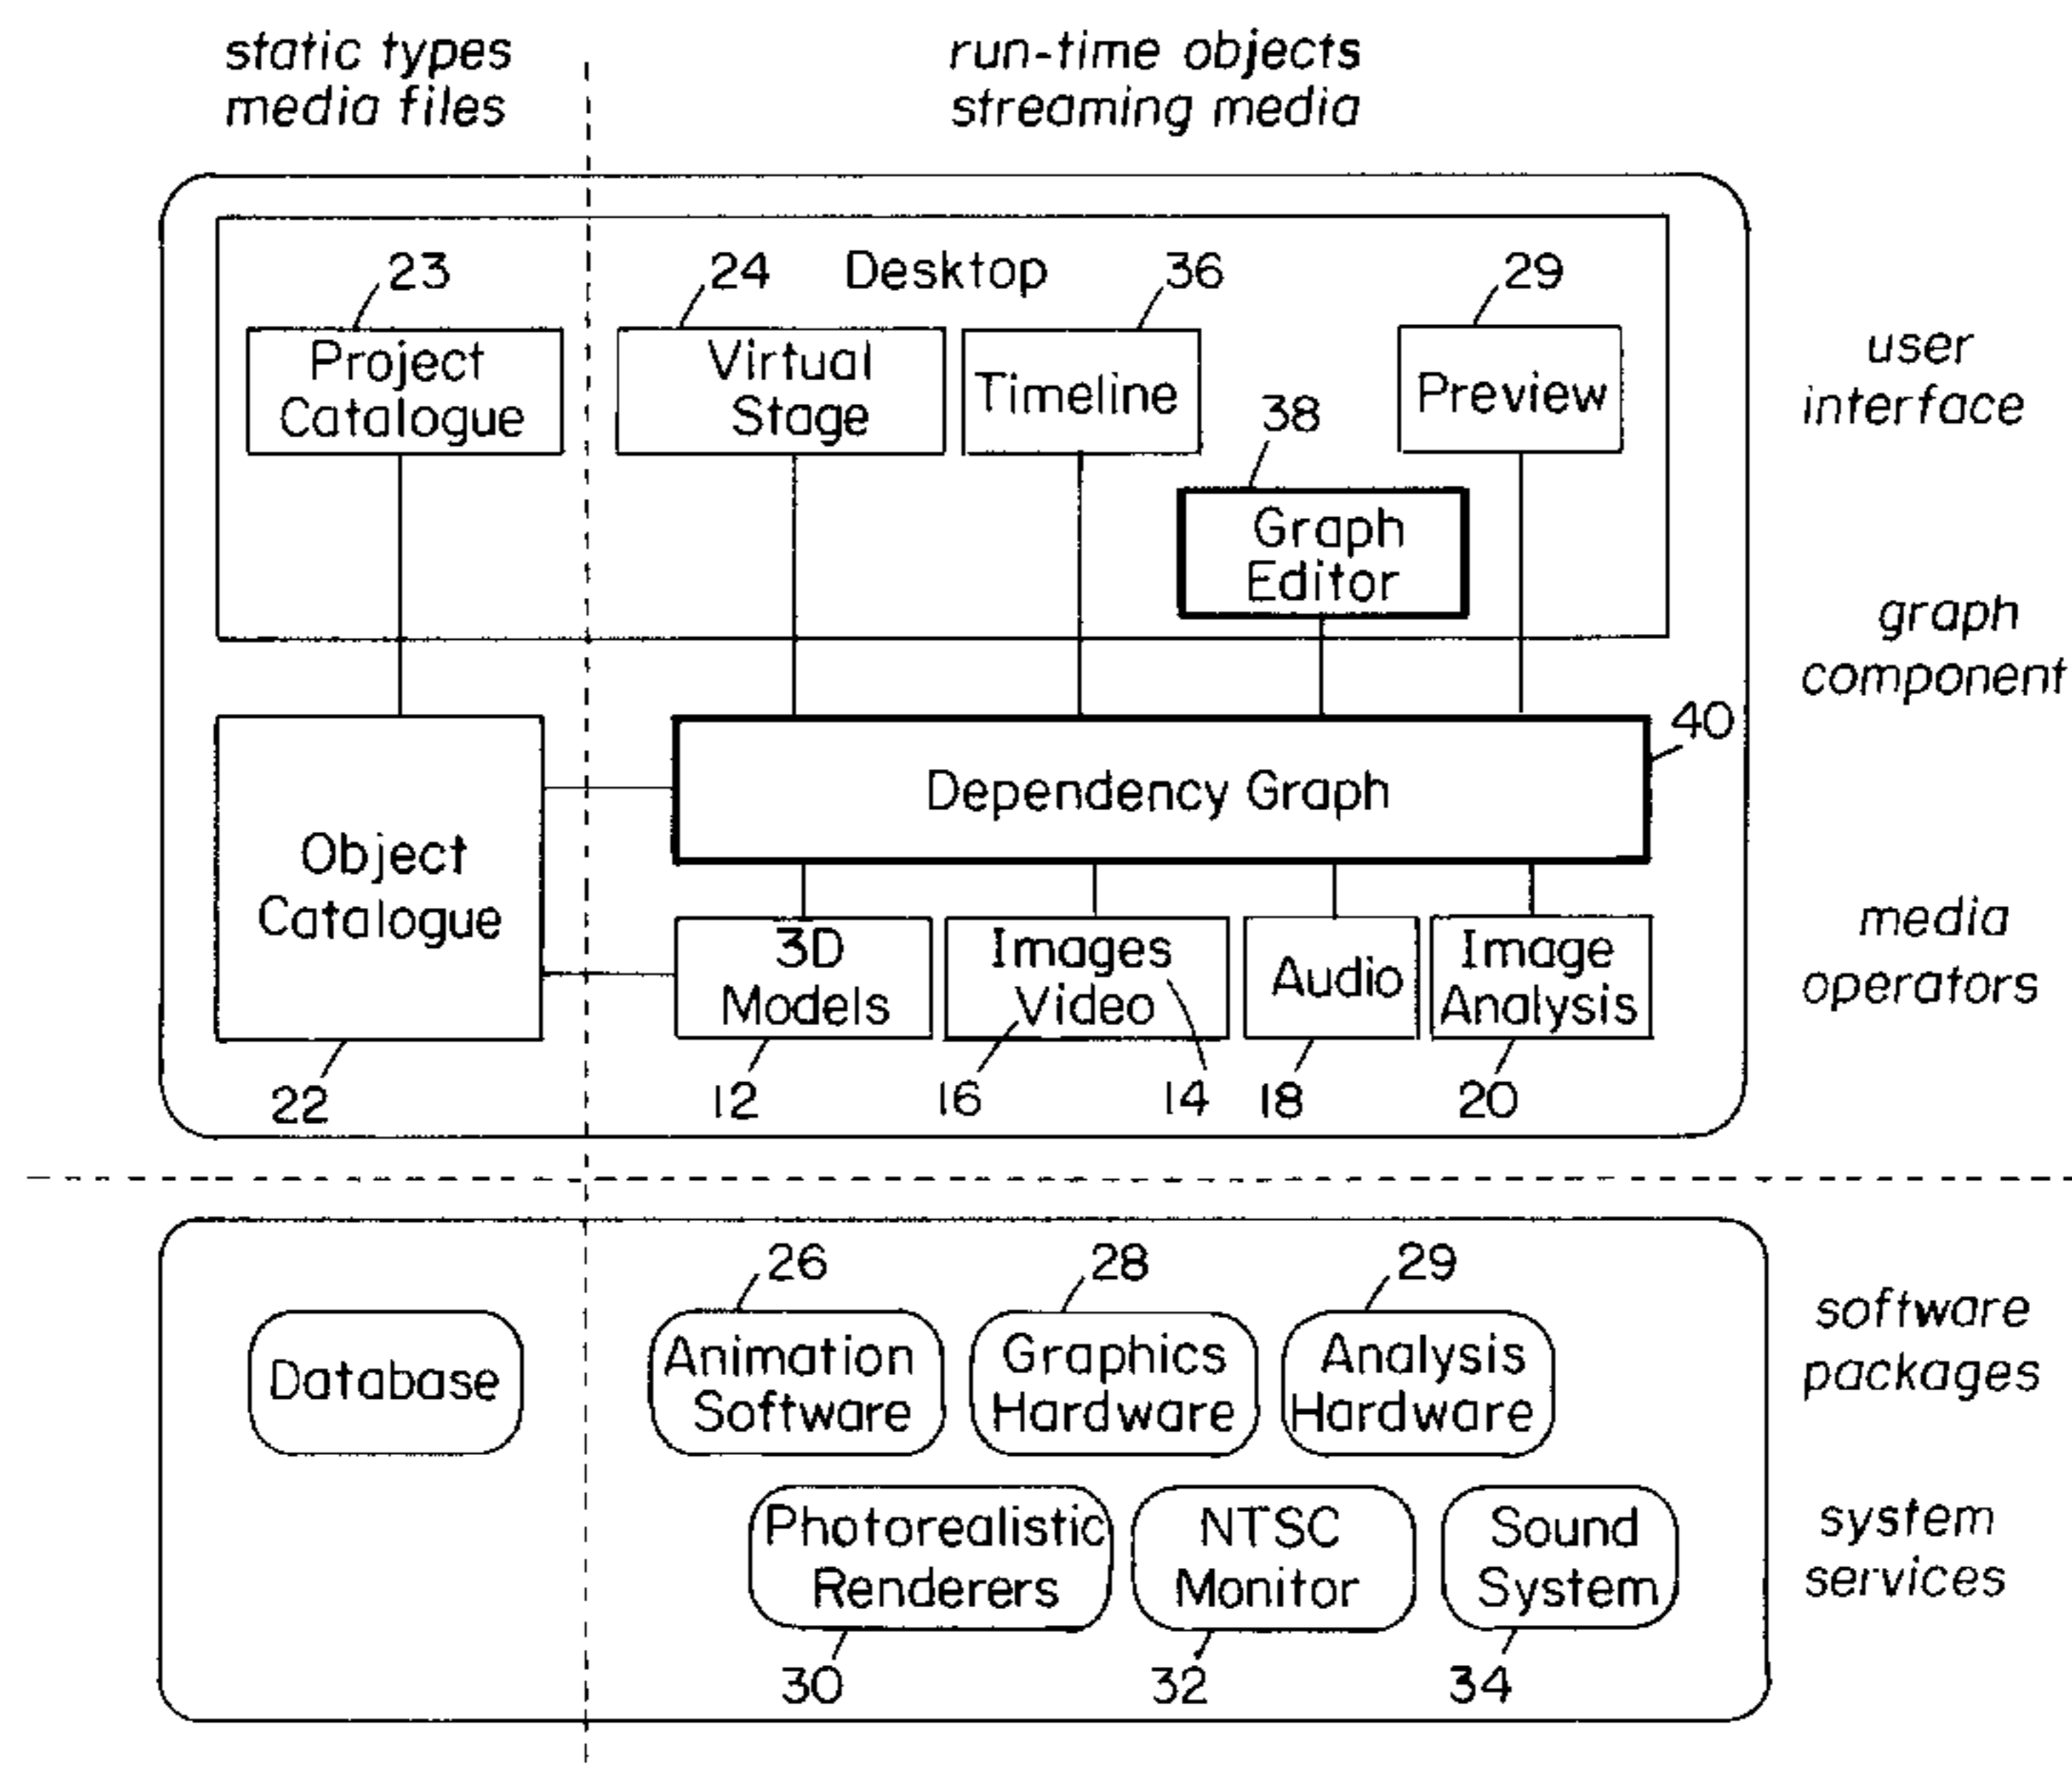 static types
media files
run-time objects
streaming media
23
24
Desktop
36
29
Project
Catalogue
Virtual
Stage
Timeline
Preview
user
interface
38
Graph
Editor
graph
component
40
Dependency Graph
Object
Catalogue
3D
Models
Images
Video
Audio
Image
Analysis
media
operators
22
12
16
14
18
20
26
28
29
Database
Animation
Software
Graphics
Hardware
Analysis
Hardware
software
packages
Photorealistic
Renderers
NTSC
Monitor
Sound
System
system
services
30
32
34